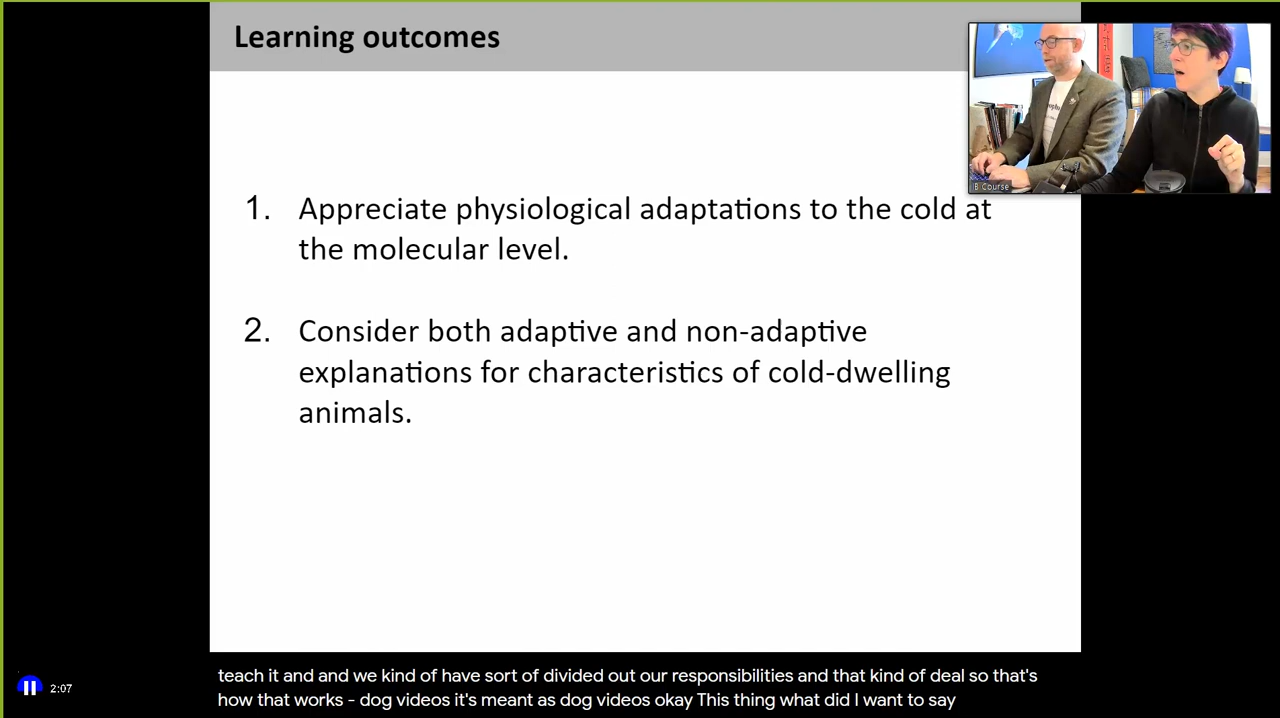 Learning outcomes
B Course
1. Appreciate physiological adaptations to the cold at
the molecular level.
2. Consider both adaptive and non-adaptive
explanations for characteristics of cold-dwelling
animals.
teach it and and we kind of have sort of divided out our responsibilities and that kind of deal so that's
how that works - dog videos it's meant as dog videos okay This thing what did I want to say
2:07